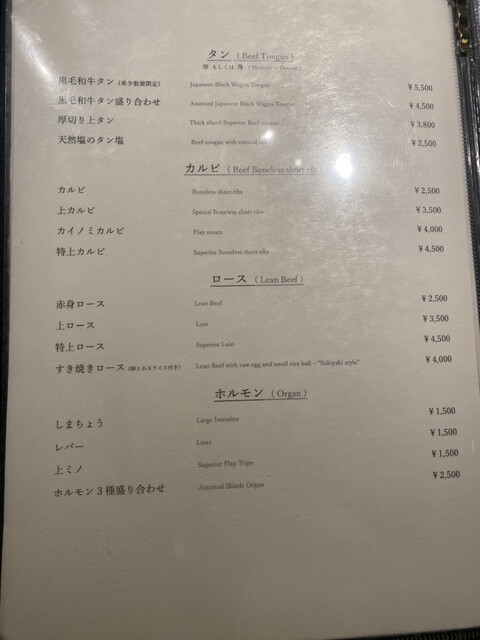 タン ( Beef Tongue )
厚 もしくは 薄
黒毛和牛タン (希少数量限定) Japanese Black Wagyu Tongue ¥5,500
黒毛和牛タン盛り合わせ Assorted Japanese Black Wagyu Tongue ¥4,500
厚切り上タン Thick sliced Superior Beef tongue ¥3,800
天然塩のタン塩 Beef tongue with natural ¥2,500
カルビ ( Beef Boneless short rib
カルビ Boneless short ribs ¥2,500
上カルビ Special Boneless short ribs ¥3,500
カイノミカルビ Flap meats ¥4,000
特上カルビ Superior Boneless short ribs ¥4,500
ロース ( Lean Beef )
赤身ロース Lean Beef ¥2,500
上ロース Loin ¥3,500
特上ロース Superior Loin ¥4,500
すき焼きロース (卵と小玉ライス付き) Lean Beef with raw egg and small rice ball – "Sukiyaki style" ¥4,000
ホルモン ( Organ )
しまちょう Large Intestine ¥1,500
レバー Liver ¥1,500
上ミノ Superior Flap Tripe ¥1,500
ホルモン3種盛り合わせ Assorted 3kinds Organ ¥2,500